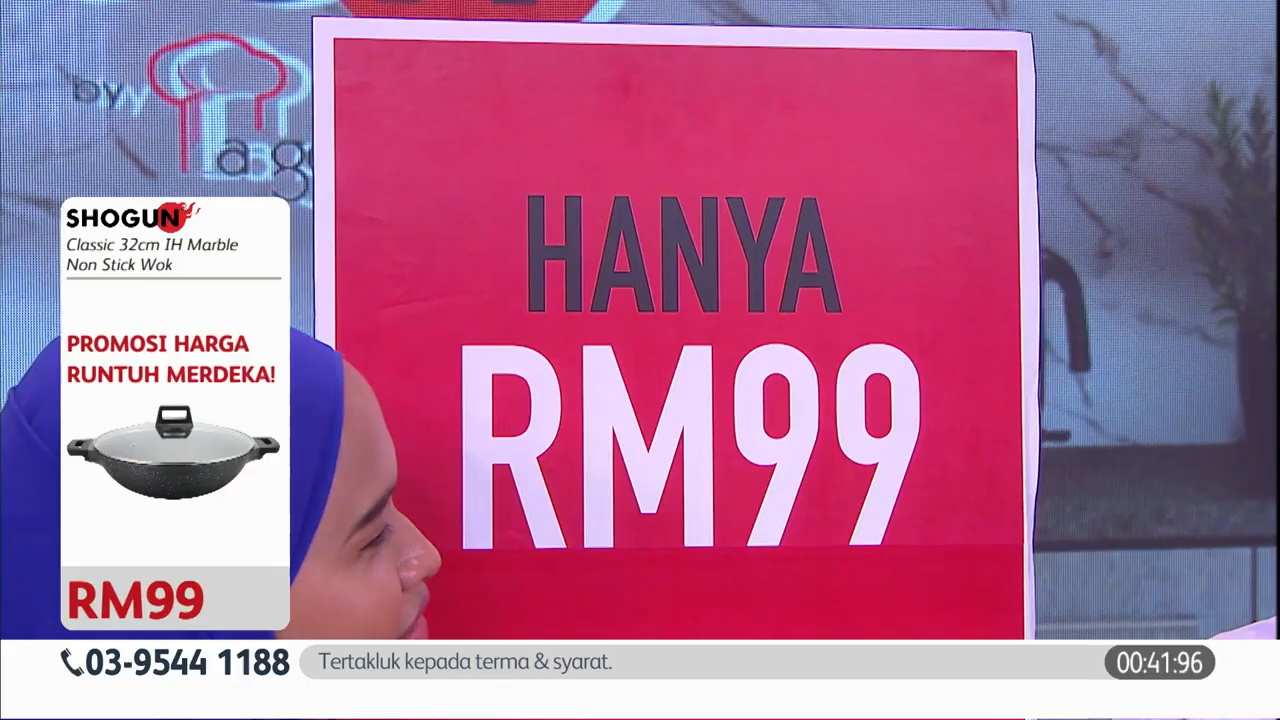 by
HANYA
RM99
SHOGUN
Classic 32cm IH Marble
Non Stick Wok
PROMOSI HARGA
RUNTUH MERDEKA!
RM99
03-9544 1188
Tertakluk kepada terma & syarat.
00:41:96